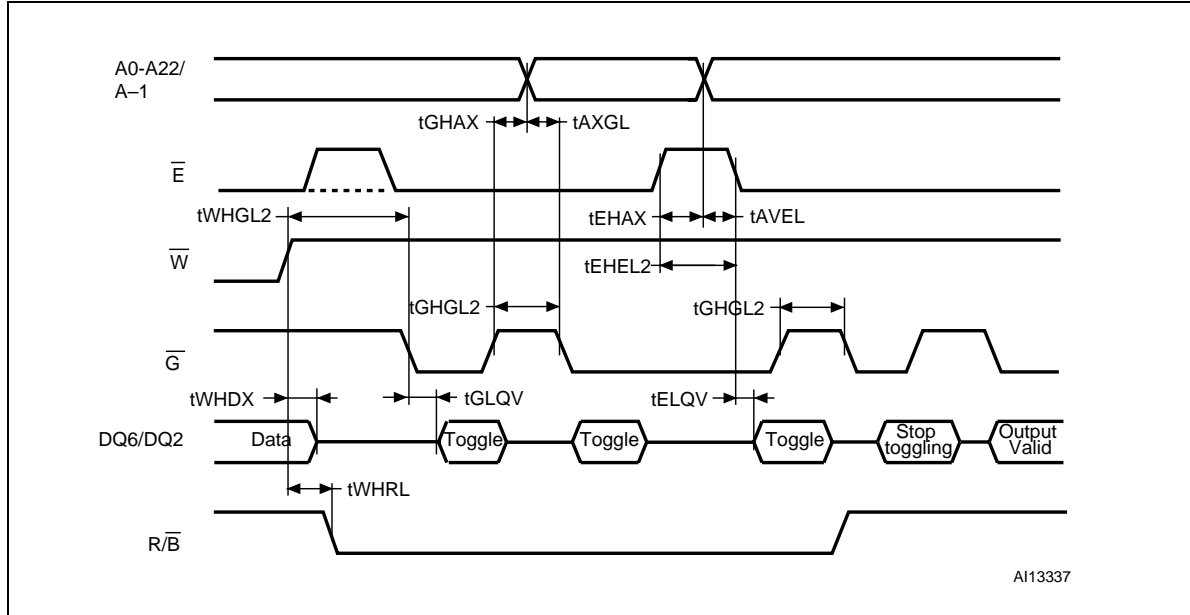 A0-A22/
A–1
tGHAX
tAXGL
E̅
tWHGL2
tEHAX
tAVEL
W̅
tEHEL2
tGHGL2
tGHGL2
G̅
tWHDX
tGLQV
tELQV
DQ6/DQ2
Data
Toggle
Toggle
Toggle
Stop
toggling
Output
Valid
tWHRL
R/B̅
AI13337